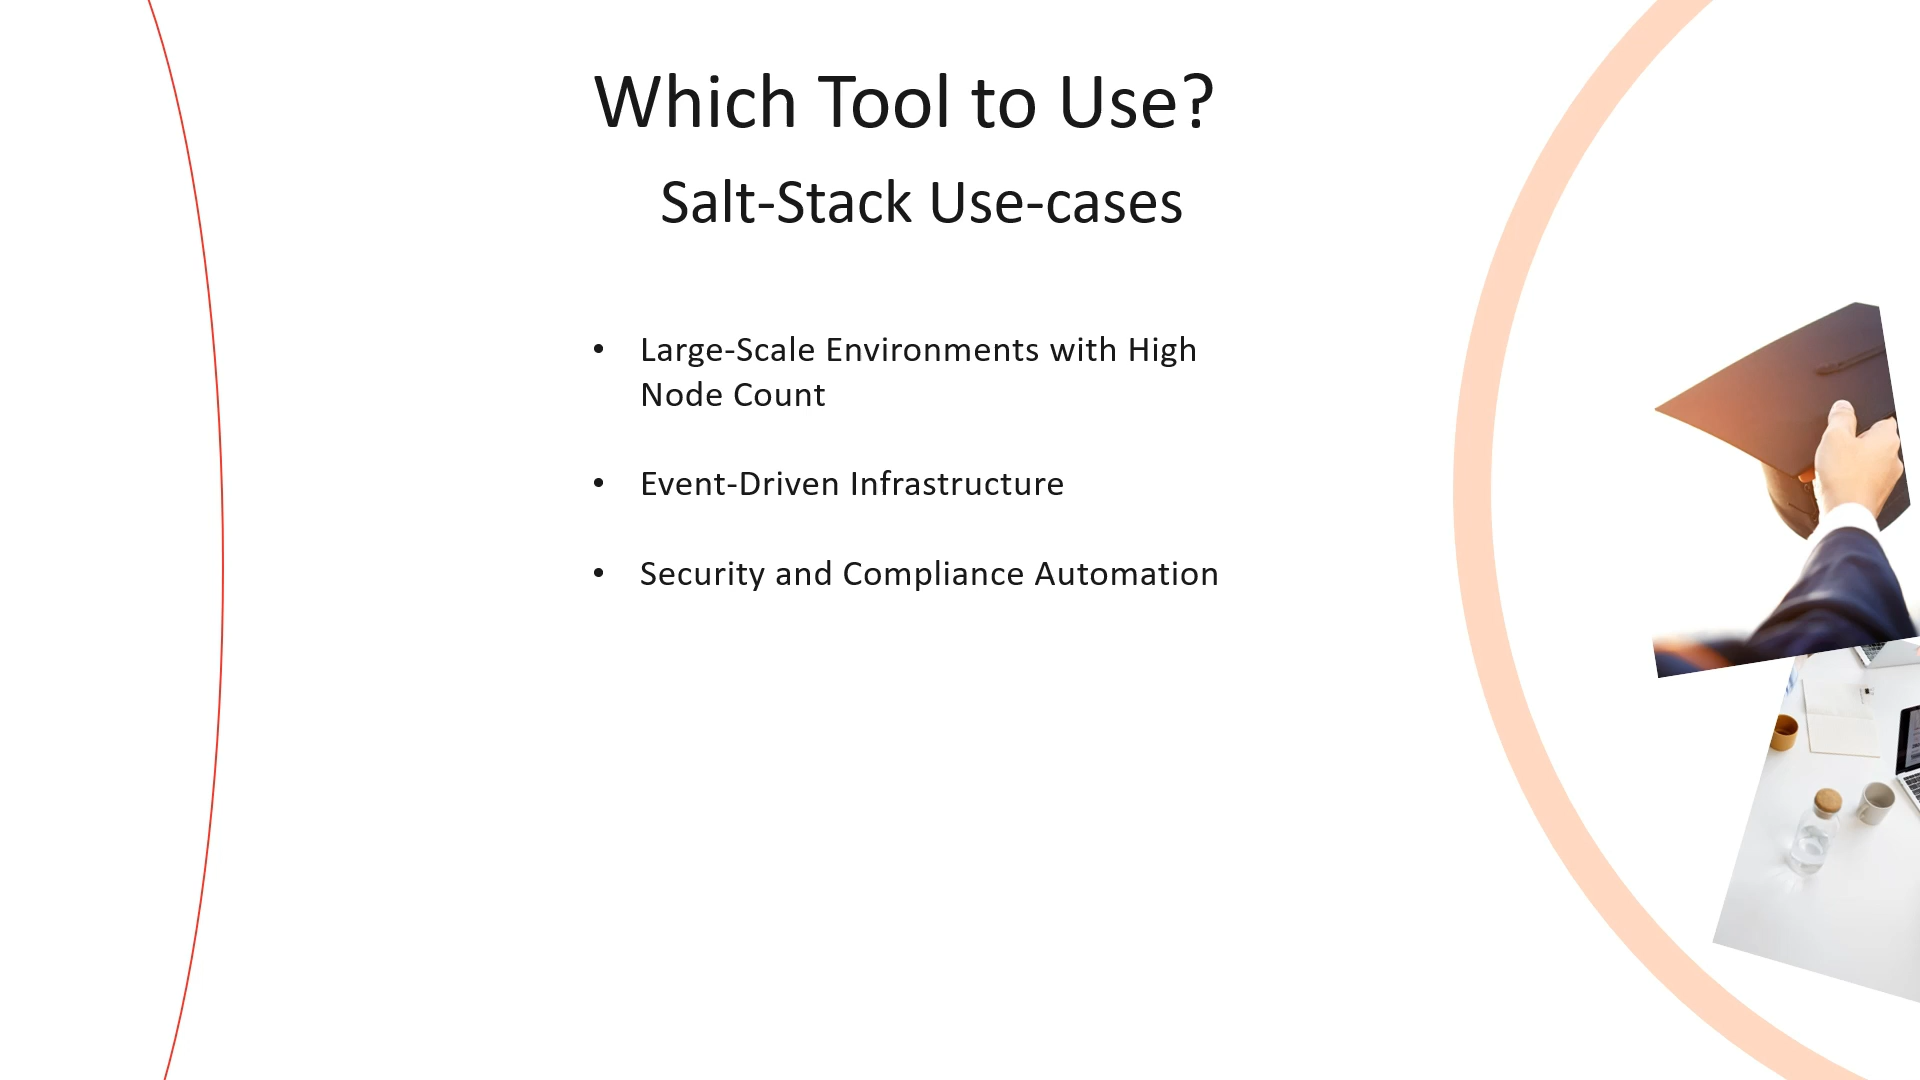 Which Tool to Use?
Salt-Stack Use-cases
• Large-Scale Environments with High
Node Count
• Event-Driven Infrastructure
• Security and Compliance Automation